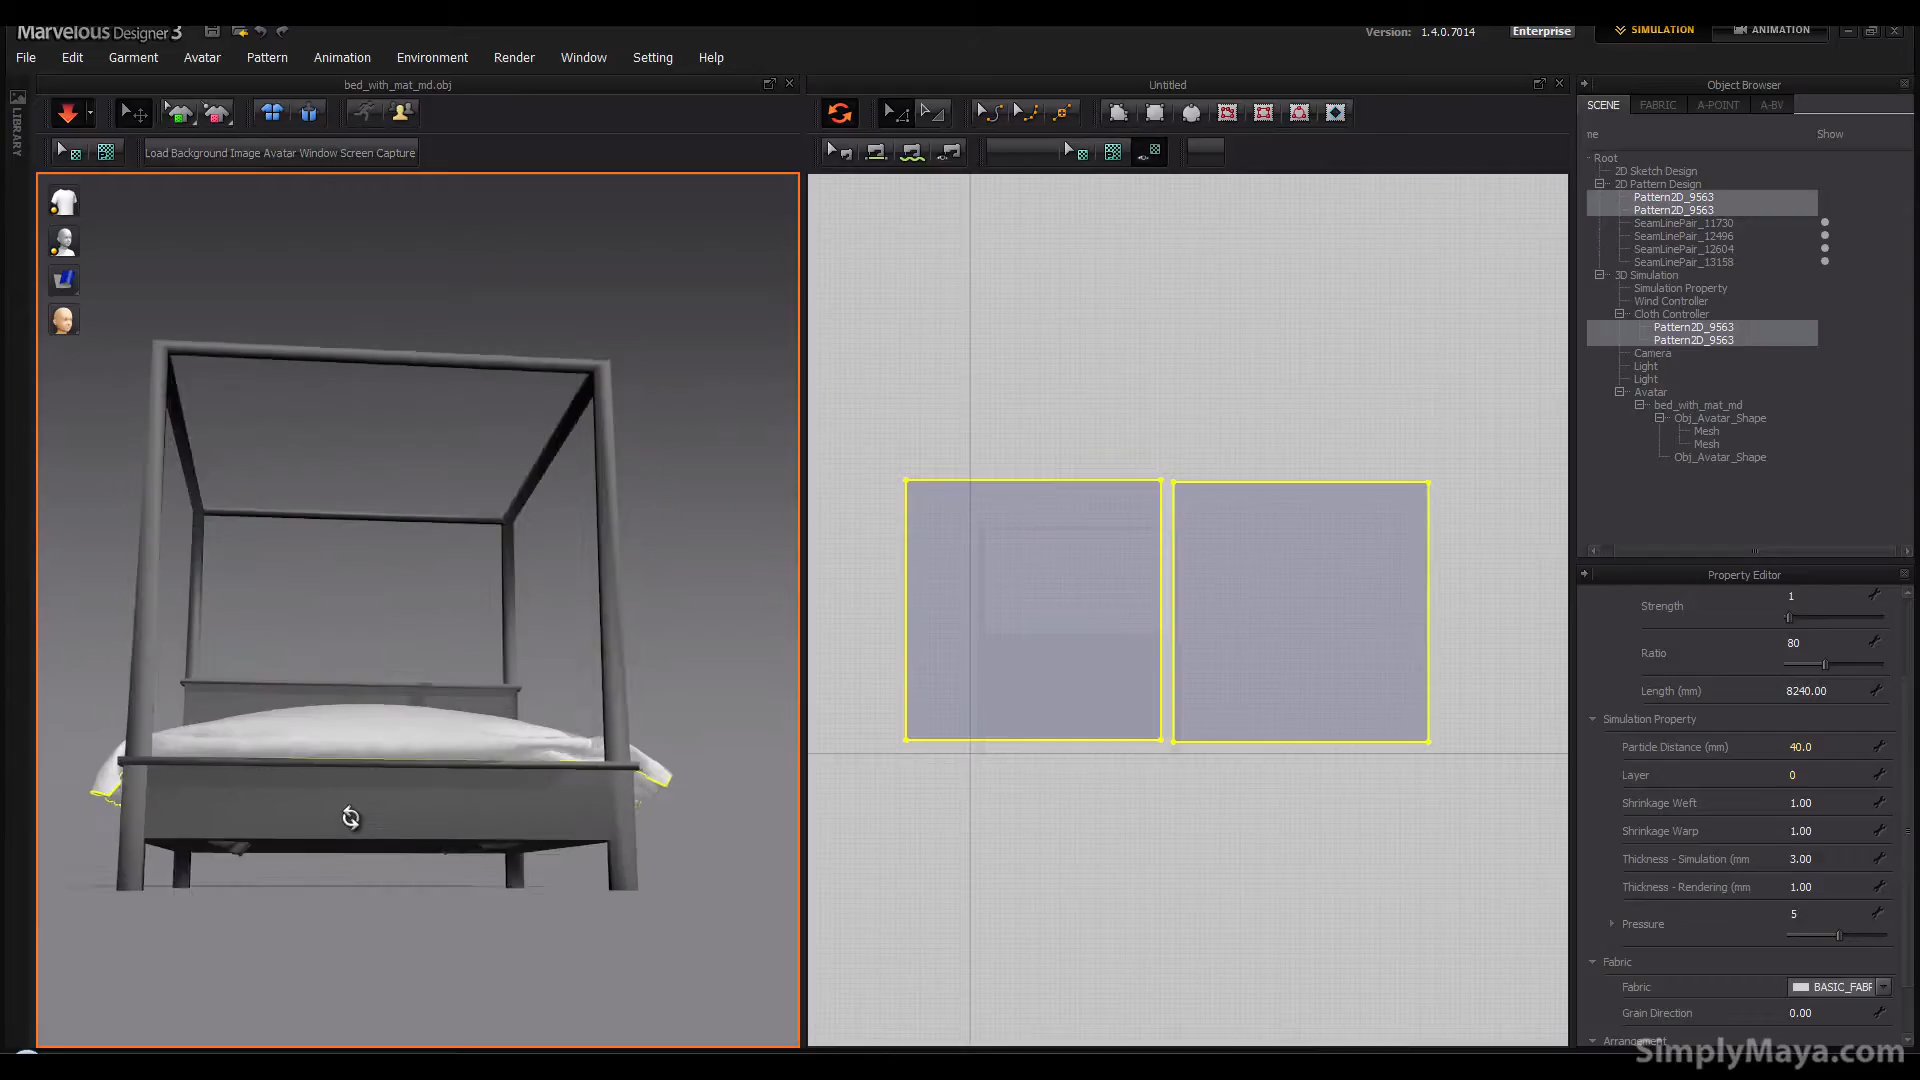 Marvelous Designer 3
Version: 1.4.0.7014
Enterprise
SIMULATION
ANIMATION
File Edit Garment Avatar Pattern Animation Environment Render Window Setting Help
bed_with_mat_md.obj
Untitled
Object Browser
LIBRARY
SCENE FABRIC A-POINT A-BV
Load Background Image Avatar Window Screen Capture
me Show
Root
2D Sketch Design
2D Pattern Design
Pattern2D_9563
Pattern2D_9563
SeamLinePair_11730
SeamLinePair_12496
SeamLinePair_12604
SeamLinePair_13158
3D Simulation
Simulation Property
Wind Controller
Cloth Controller
Pattern2D_9563
Pattern2D_9563
Camera
Light
Light
Avatar
bed_with_mat_md
Obj_Avatar_Shape
Mesh
Mesh
Obj_Avatar_Shape
Property Editor
Strength 1
Ratio 80
Length (mm) 8240.00
Simulation Property
Particle Distance (mm) 40.0
Layer 0
Shrinkage Weft 1.00
Shrinkage Warp 1.00
Thickness - Simulation (mm 3.00
Thickness - Rendering (mm 1.00
Pressure 5
Fabric
Fabric BASIC_FABR
Grain Direction 0.00
Arrangement
SimplyMaya.com